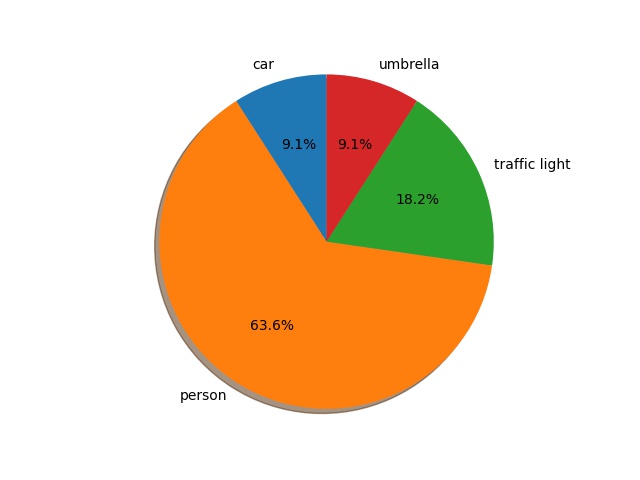 car
umbrella
9.1%
9.1%
traffic light
18.2%
63.6%
person